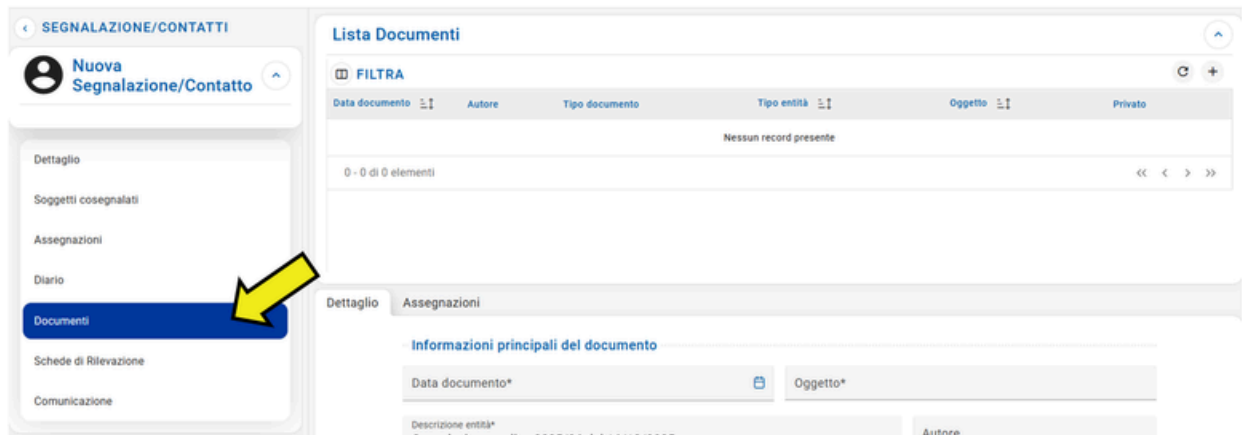 SEGNALAZIONE/CONTATTI
Nuova
Segnalazione/Contatto
Dettaglio
Soggetti cosegnalati
Assegnazioni
Diario
Documenti
Schede di Rilevazione
Comunicazione
Lista Documenti
FILTRA
Data documento Autore Tipo documento Tipo entità Oggetto Privato
Nessun record presente
0 - 0 di 0 elementi
Dettaglio Assegnazioni
Informazioni principali del documento
Data documento* Oggetto*
Descrizione entità*
Autore